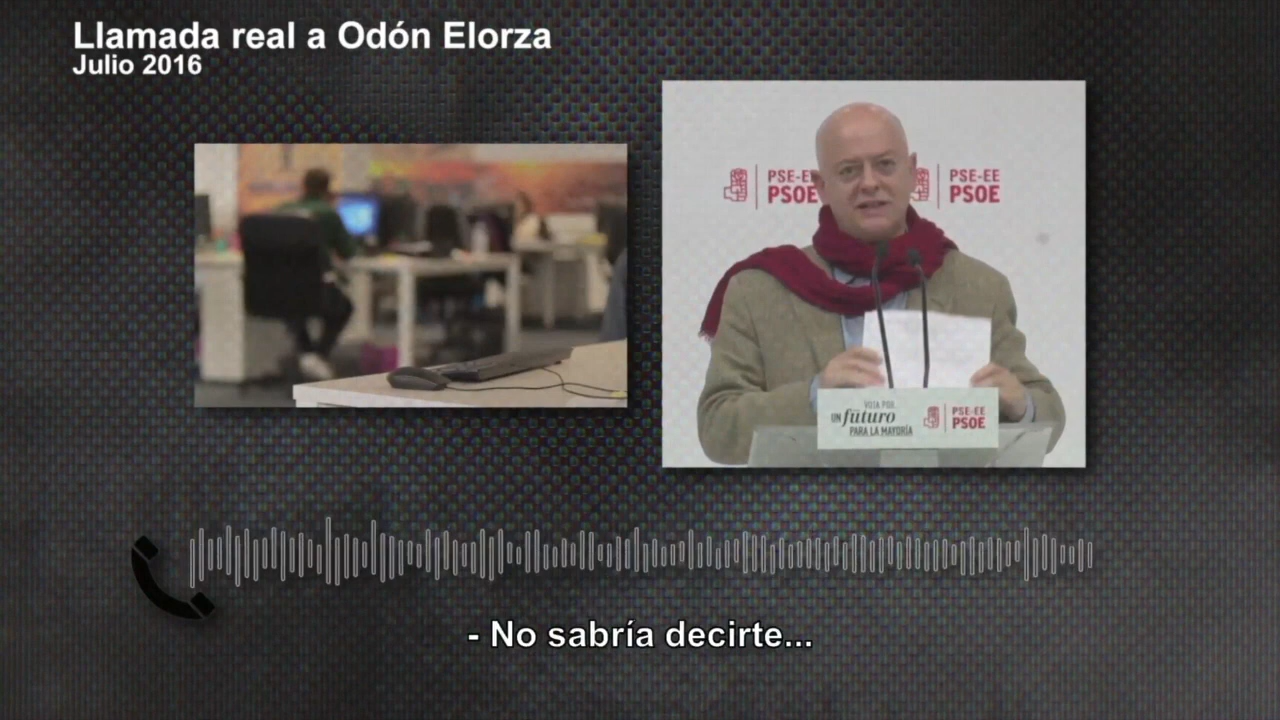 Llamada real a Odón Elorza
Julio 2016
PSE-EE
PSOE
PSE-EE
PSOE
VOTA POR
UN futuro
PARA LA MAYORÍA
PSE-EE
PSOE
- No sabría decirte...